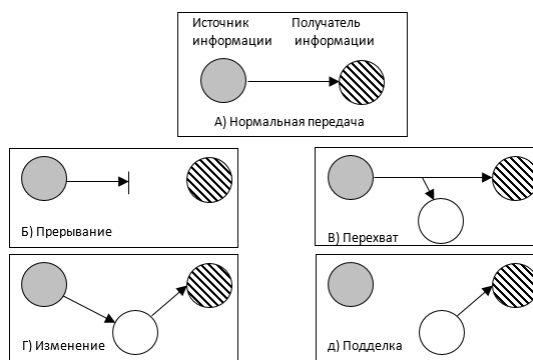 Источник Получатель
информации информации
А) Нормальная передача
Б) Прерывание
В) Перехват
Г) Изменение
д) Подделка